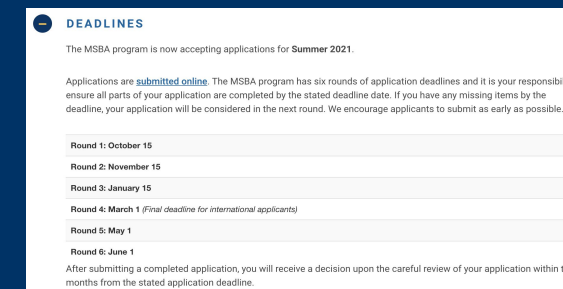 DEADLINES
The MSBA program is now accepting applications for Summer 2021.
Applications are submitted online. The MSBA program has six rounds of application deadlines and it is your
ensure all parts of your application are completed by the stated deadline date. If you have any missing items by the
deadline, your application will be considered in the next round. We encourage applicants to submit as early as possible.
Round 1: October 15
Round 2: November 15
Round 3: January 15
Round 4: March 1 (Final deadline for international applicants)
Round 5: May 1
Round 6: June 1
After submitting a completed application, you will receive a decision upon the careful review of your application within
months from the stated application deadline.